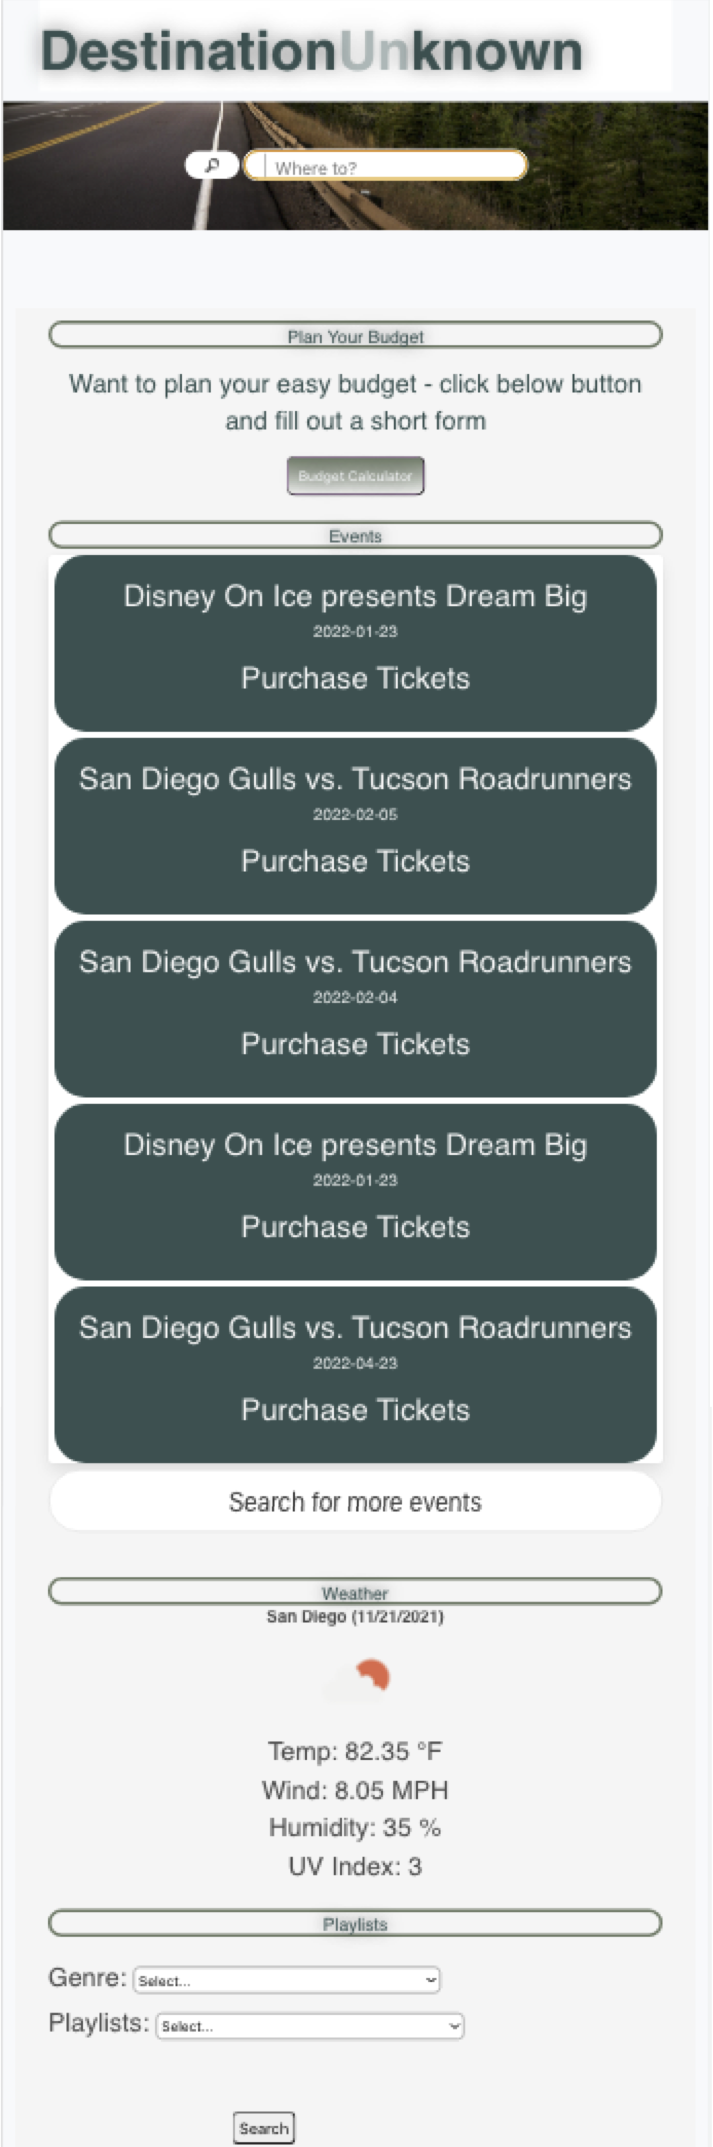 DestinationUnknown
Where to?
Plan Your Budget
Want to plan your easy budget - click below button
and fill out a short form
Budget Calculator
Events
Disney On Ice presents Dream Big
2022-01-23
Purchase Tickets
San Diego Gulls vs. Tucson Roadrunners
2022-02-05
Purchase Tickets
San Diego Gulls vs. Tucson Roadrunners
2022-02-04
Purchase Tickets
Disney On Ice presents Dream Big
2022-01-23
Purchase Tickets
San Diego Gulls vs. Tucson Roadrunners
2022-04-23
Purchase Tickets
Search for more events
Weather
San Diego (11/21/2021)
Temp: 82.35 °F
Wind: 8.05 MPH
Humidity: 35 %
UV Index: 3
Playlists
Genre: Select...
Playlists: Select...
Search